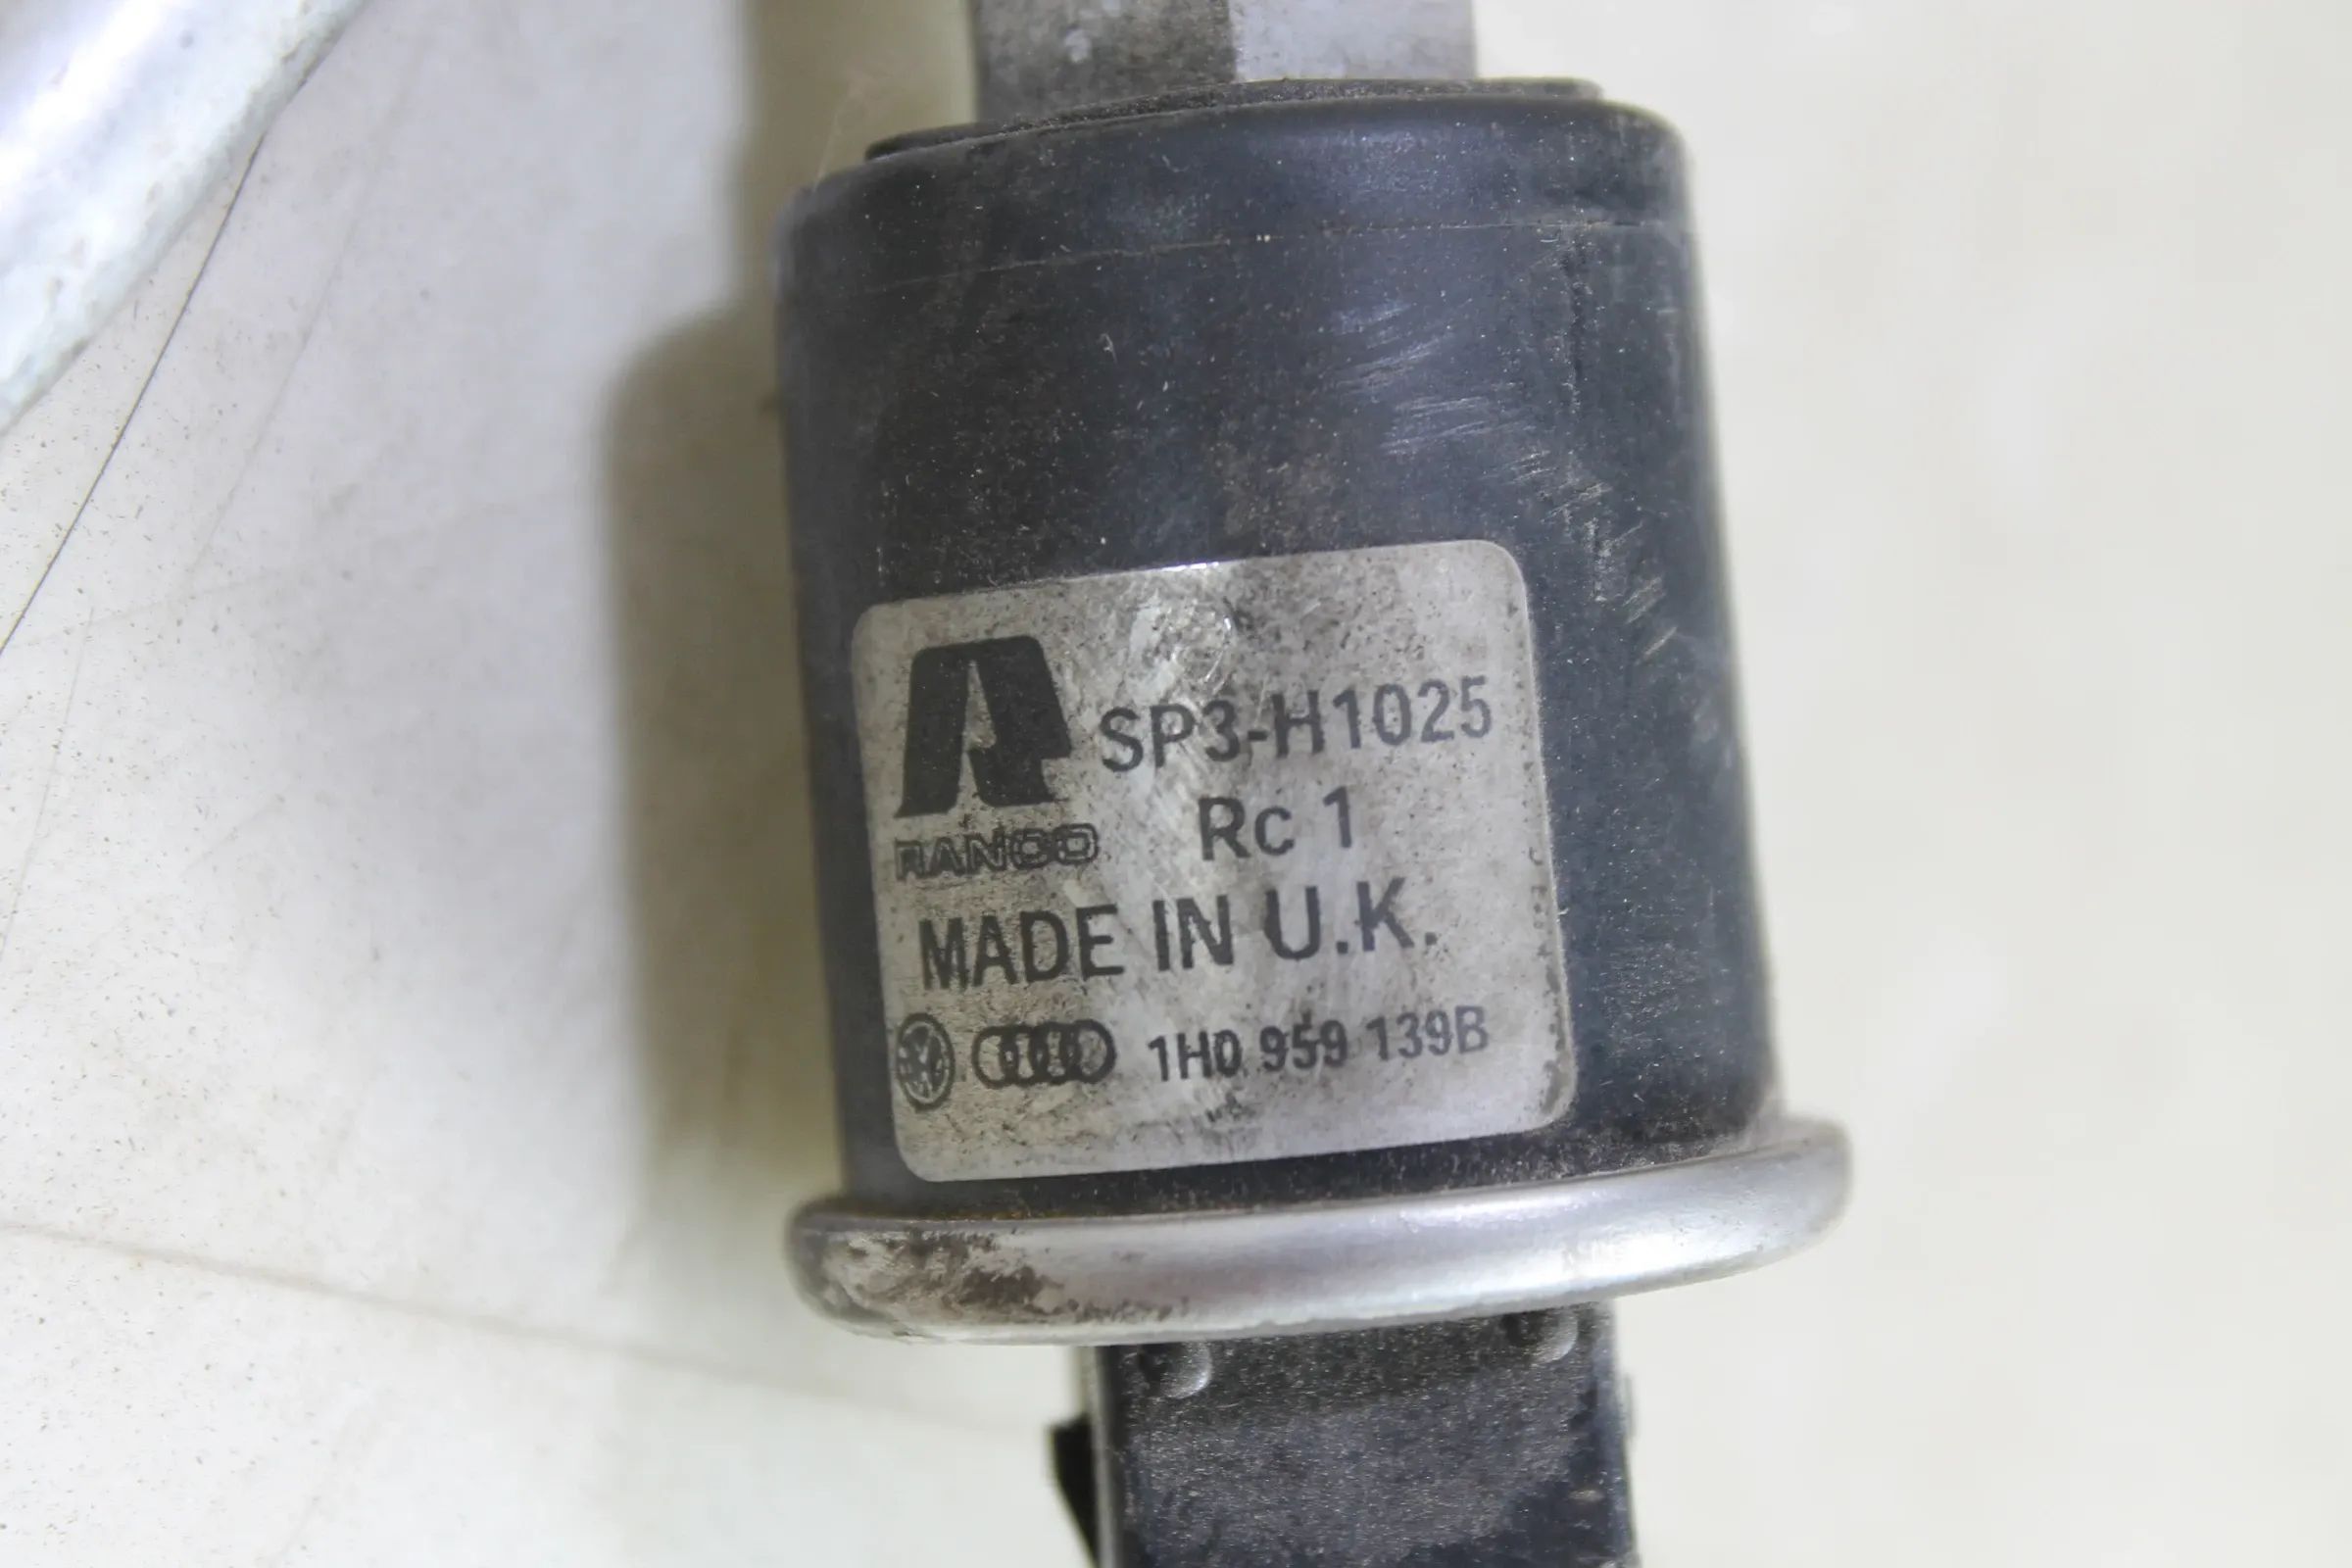 SP3-H1025
RANCO
Rc 1
MADE IN U.K.
1H0 959 139B